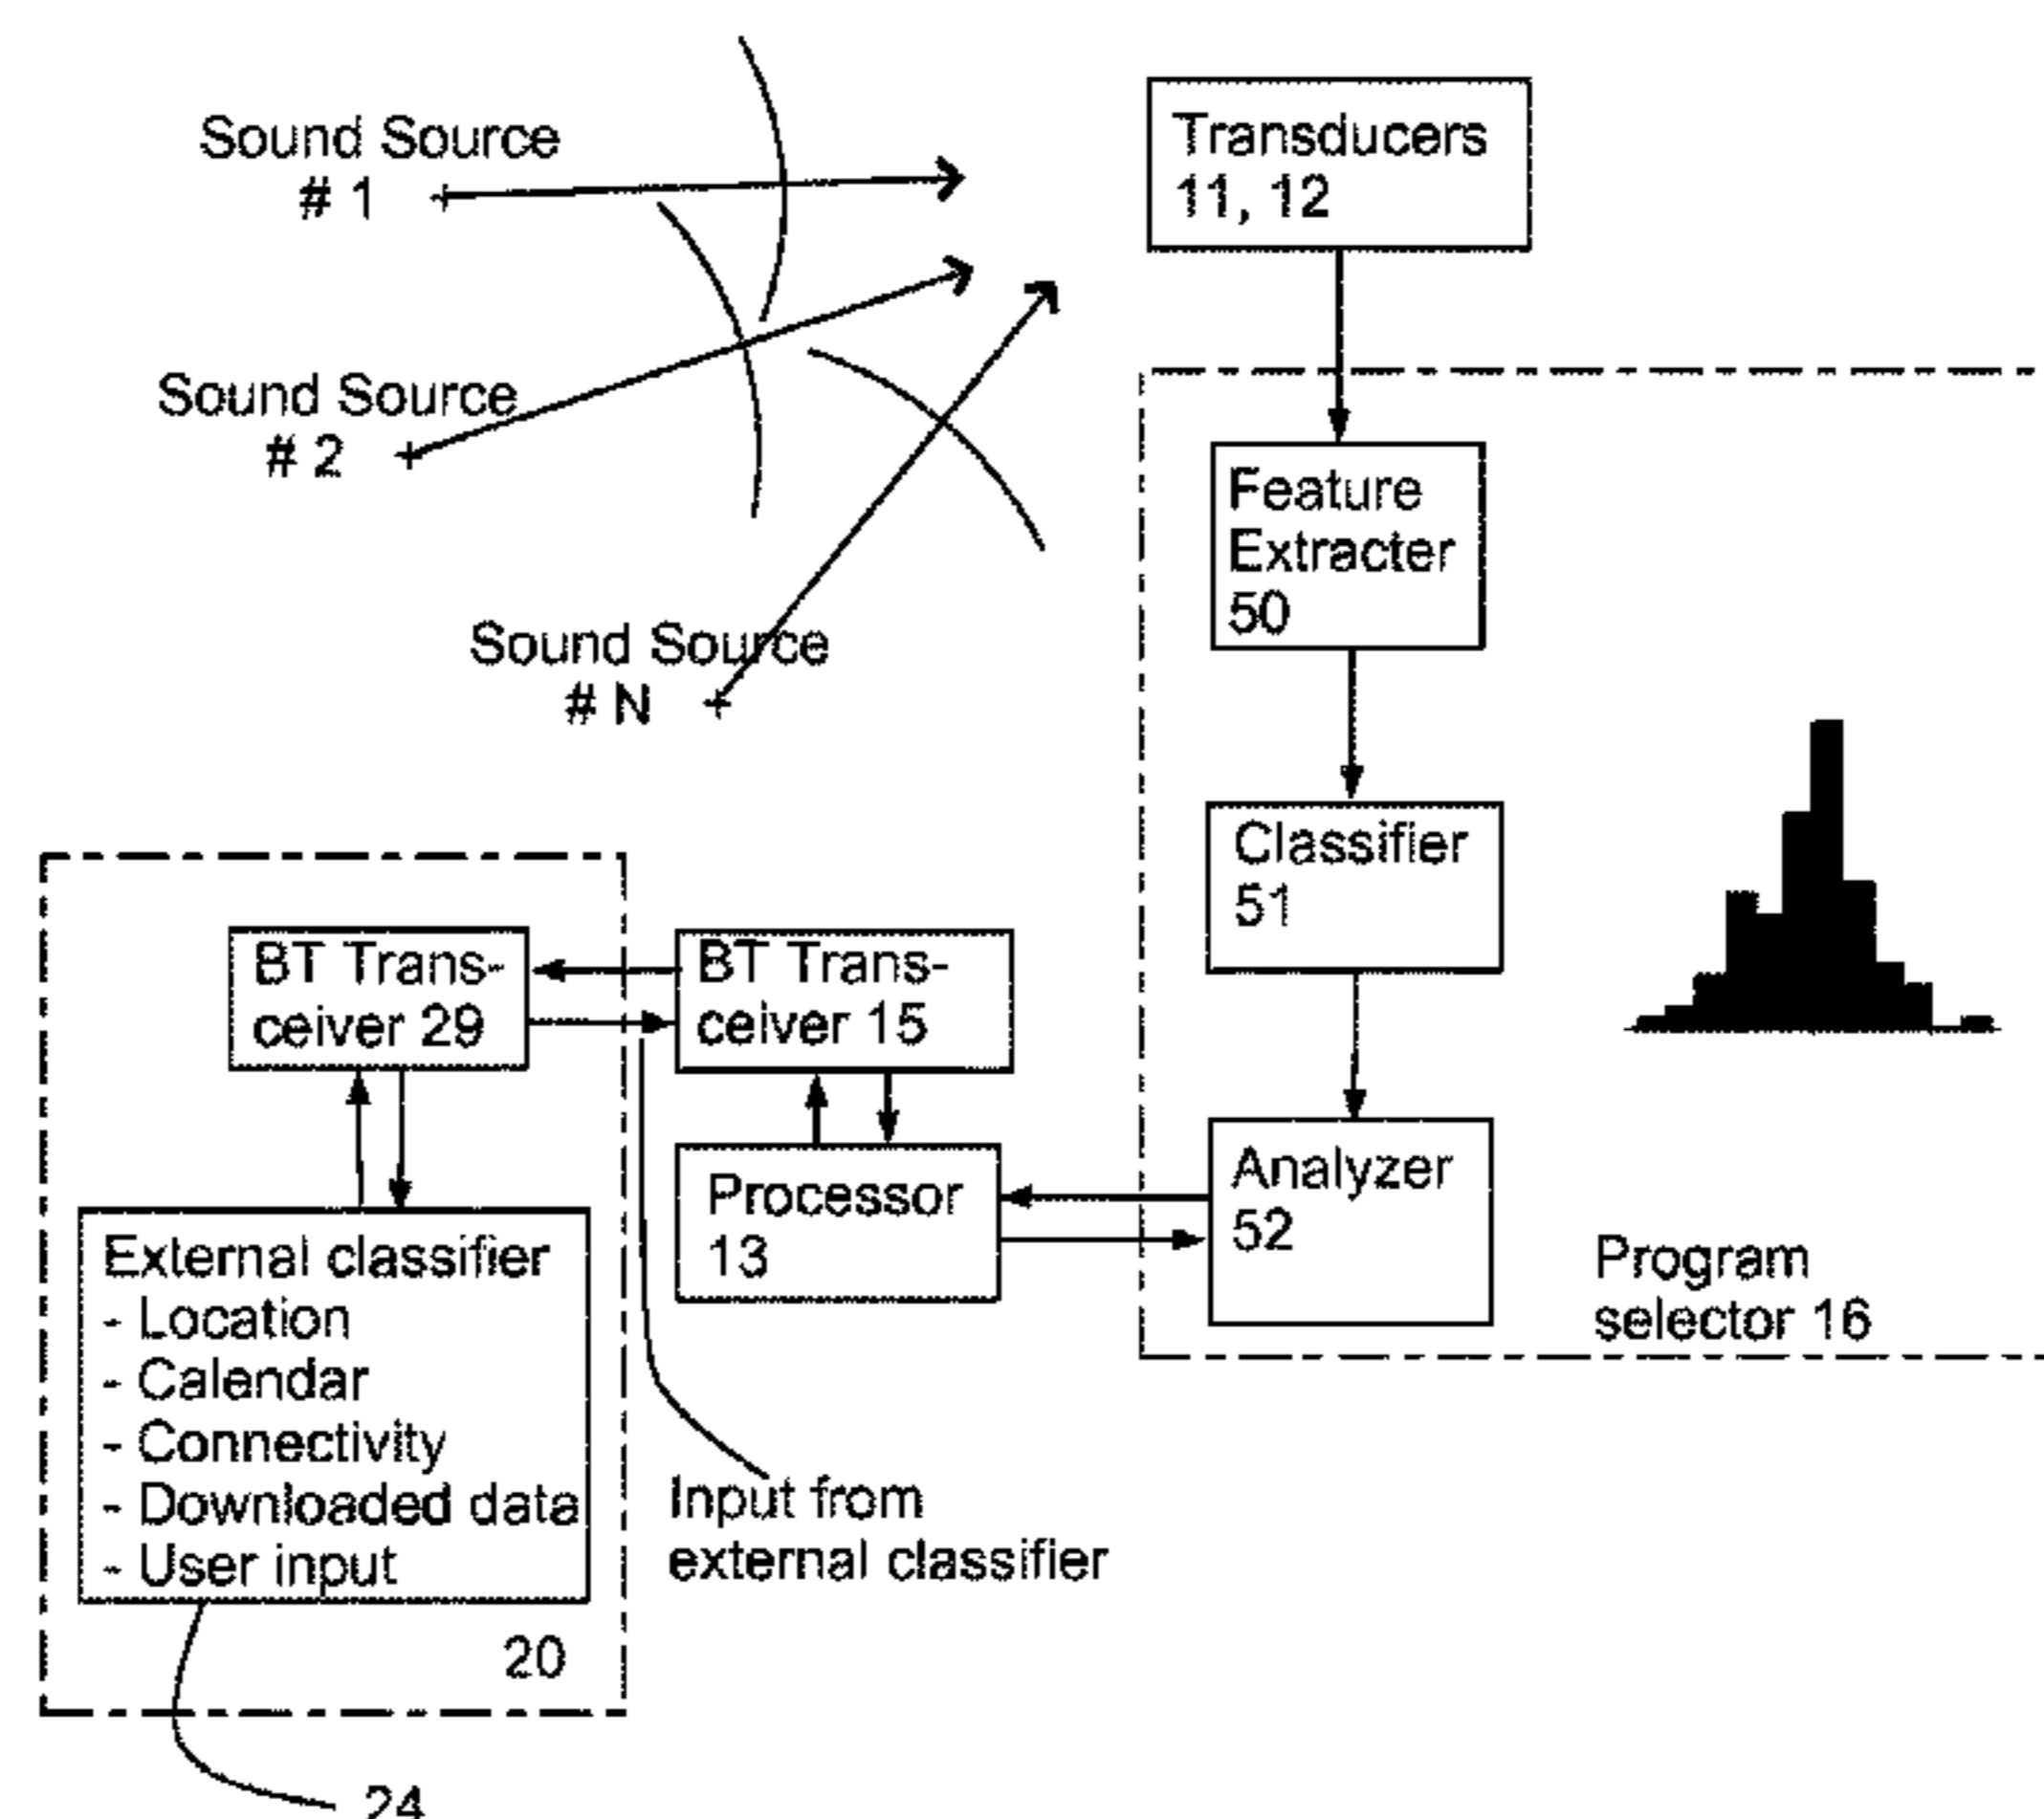 Sound Source
# 1
Transducers
11, 12
Sound Source
# 2
Feature
Extracter
50
Sound Source
# N
Classifier
51
BT Trans-
ceiver 29
BT Trans-
ceiver 15
Analyzer
52
Processor
13
Program
selector 16
External classifier
- Location
- Calendar
- Connectivity
- Downloaded data
- User input
Input from
external classifier
20
24